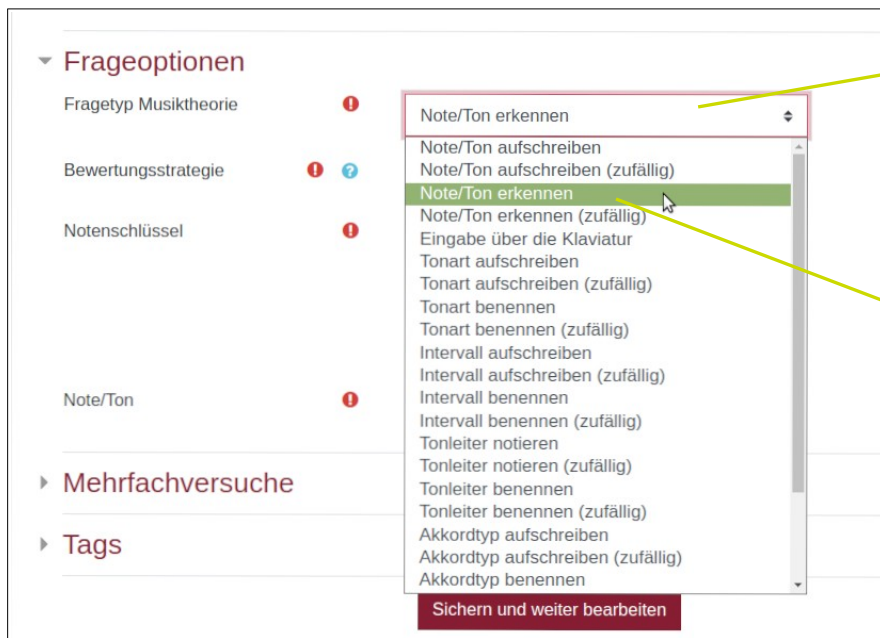 Frageoptionen
Fragetyp Musiktheorie
Note/Ton erkennen
Bewertungsstrategie
Notenschlüssel
Note/Ton
Note/Ton aufschreiben
Note/Ton aufschreiben (zufällig)
Note/Ton erkennen
Note/Ton erkennen (zufällig)
Eingabe über die Klaviatur
Tonart aufschreiben
Tonart aufschreiben (zufällig)
Tonart benennen
Tonart benennen (zufällig)
Intervall aufschreiben
Intervall aufschreiben (zufällig)
Intervall benennen
Intervall benennen (zufällig)
Tonleiter notieren
Tonleiter notieren (zufällig)
Tonleiter benennen
Tonleiter benennen (zufällig)
Akkordtyp aufschreiben
Akkordtyp aufschreiben (zufällig)
Akkordtyp benennen
Mehrfachversuche
Tags
Sichern und weiter bearbeiten